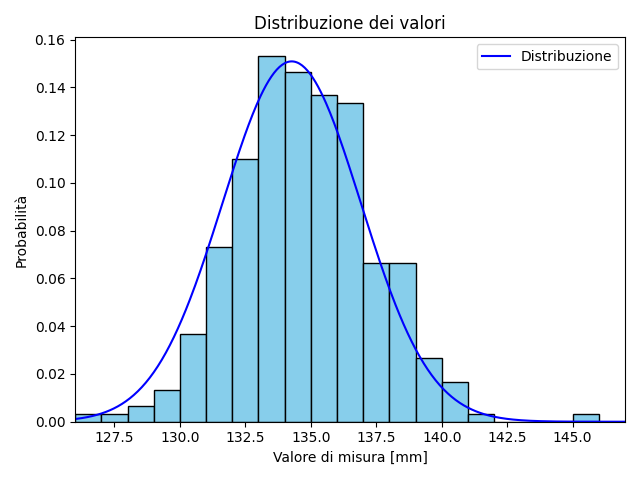 Distribuzione dei valori
Distribuzione
0.16
0.14
0.12
0.10
0.08
0.06
0.04
0.02
0.00
Probabilità
127.5 130.0 132.5 135.0 137.5 140.0 142.5 145.0
Valore di misura [mm]